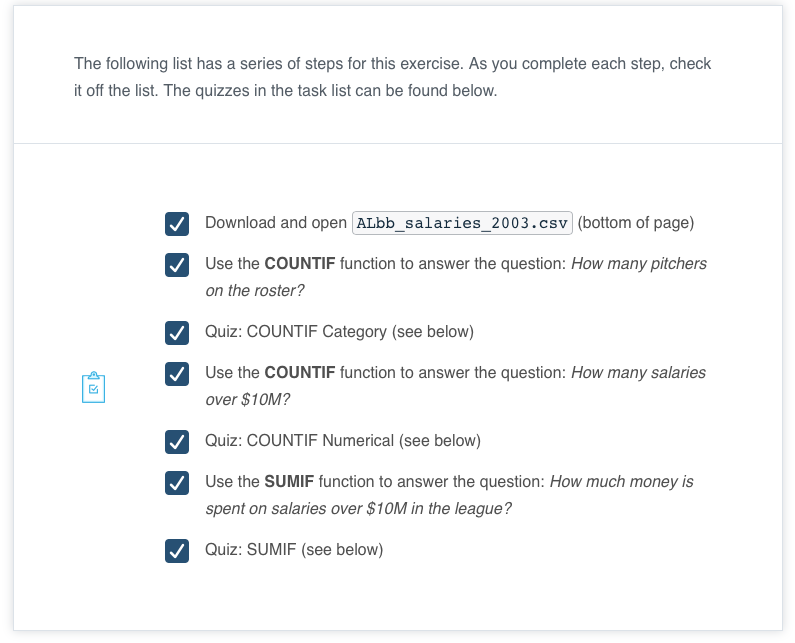 The following list has a series of steps for this exercise. As you complete each step, check
it off the list. The quizzes in the task list can be found below.
Download and open ALbb_salaries_2003.csv (bottom of page)
Use the COUNTIF function to answer the question: How many pitchers
on the roster?
Quiz: COUNTIF Category (see below)
Use the COUNTIF function to answer the question: How many salaries
over $10M?
Quiz: COUNTIF Numerical (see below)
Use the SUMIF function to answer the question: How much money is
spent on salaries over $10M in the league?
Quiz: SUMIF (see below)